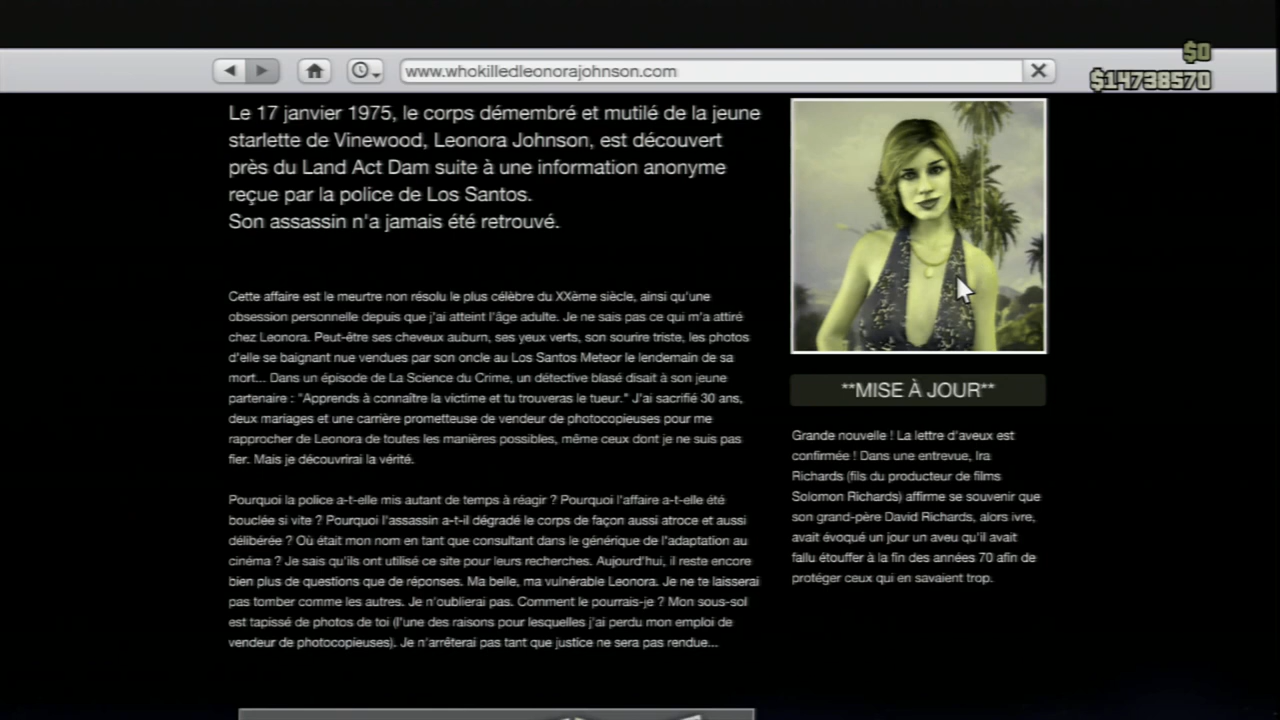 www.whokilledleonorajohnson.com
$0
$14738570
Le 17 janvier 1975, le corps démembré et mutilé de la jeune
starlette de Vinewood, Leonora Johnson, est découvert
près du Land Act Dam suite à une information anonyme
reçue par la police de Los Santos.
Son assassin n'a jamais été retrouvé.
Cette affaire est le meurtre non résolu le plus célèbre du XXème siècle, ainsi qu'une
obsession personnelle depuis que j'ai atteint l'âge adulte. Je ne sais pas ce qui m'a attiré
chez Leonora. Peut-être ses cheveux auburn, ses yeux verts, son sourire triste, les photos
d'elle se baignant nue vendues par son oncle au Los Santos Meteor le lendemain de sa
mort... Dans un épisode de La Science du Crime, un détective blasé disait à son jeune
partenaire : "Apprends à connaître la victime et tu trouveras le tueur." J'ai sacrifié 30 ans,
deux mariages et une carrière prometteuse de vendeur de photocopieuses pour me
rapprocher de Leonora de toutes les manières possibles, même ceux dont je ne suis pas
fier. Mais je découvrirai la vérité.
Pourquoi la police a-t-elle mis autant de temps à réagir ? Pourquoi l'affaire a-t-elle été
bouclée si vite ? Pourquoi l'assassin a-t-il dégradé le corps de façon aussi atroce et aussi
délibérée ? Où était mon nom en tant que consultant dans le générique de l'adaptation au
cinéma ? Je sais qu'ils ont utilisé ce site pour leurs recherches. Aujourd'hui, il reste encore
bien plus de questions que de réponses. Ma belle, ma vulnérable Leonora. Je ne te laisserai
pas tomber comme les autres. Je n'oublierai pas. Comment le pourrais-je ? Mon sous-sol
est tapissé de photos de toi (l'une des raisons pour lesquelles j'ai perdu mon emploi de
vendeur de photocopieuses). Je n'arrêterai pas tant que justice ne sera pas rendue...
**MISE À JOUR**
Grande nouvelle ! La lettre d'aveux est
confirmée ! Dans une entrevue, Ira
Richards (fils du producteur de films
Solomon Richards) affirme se souvenir que
son grand-père David Richards, alors ivre,
avait évoqué un jour un aveu qu'il avait
fallu étouffer à la fin des années 70 afin de
protéger ceux qui en savaient trop.